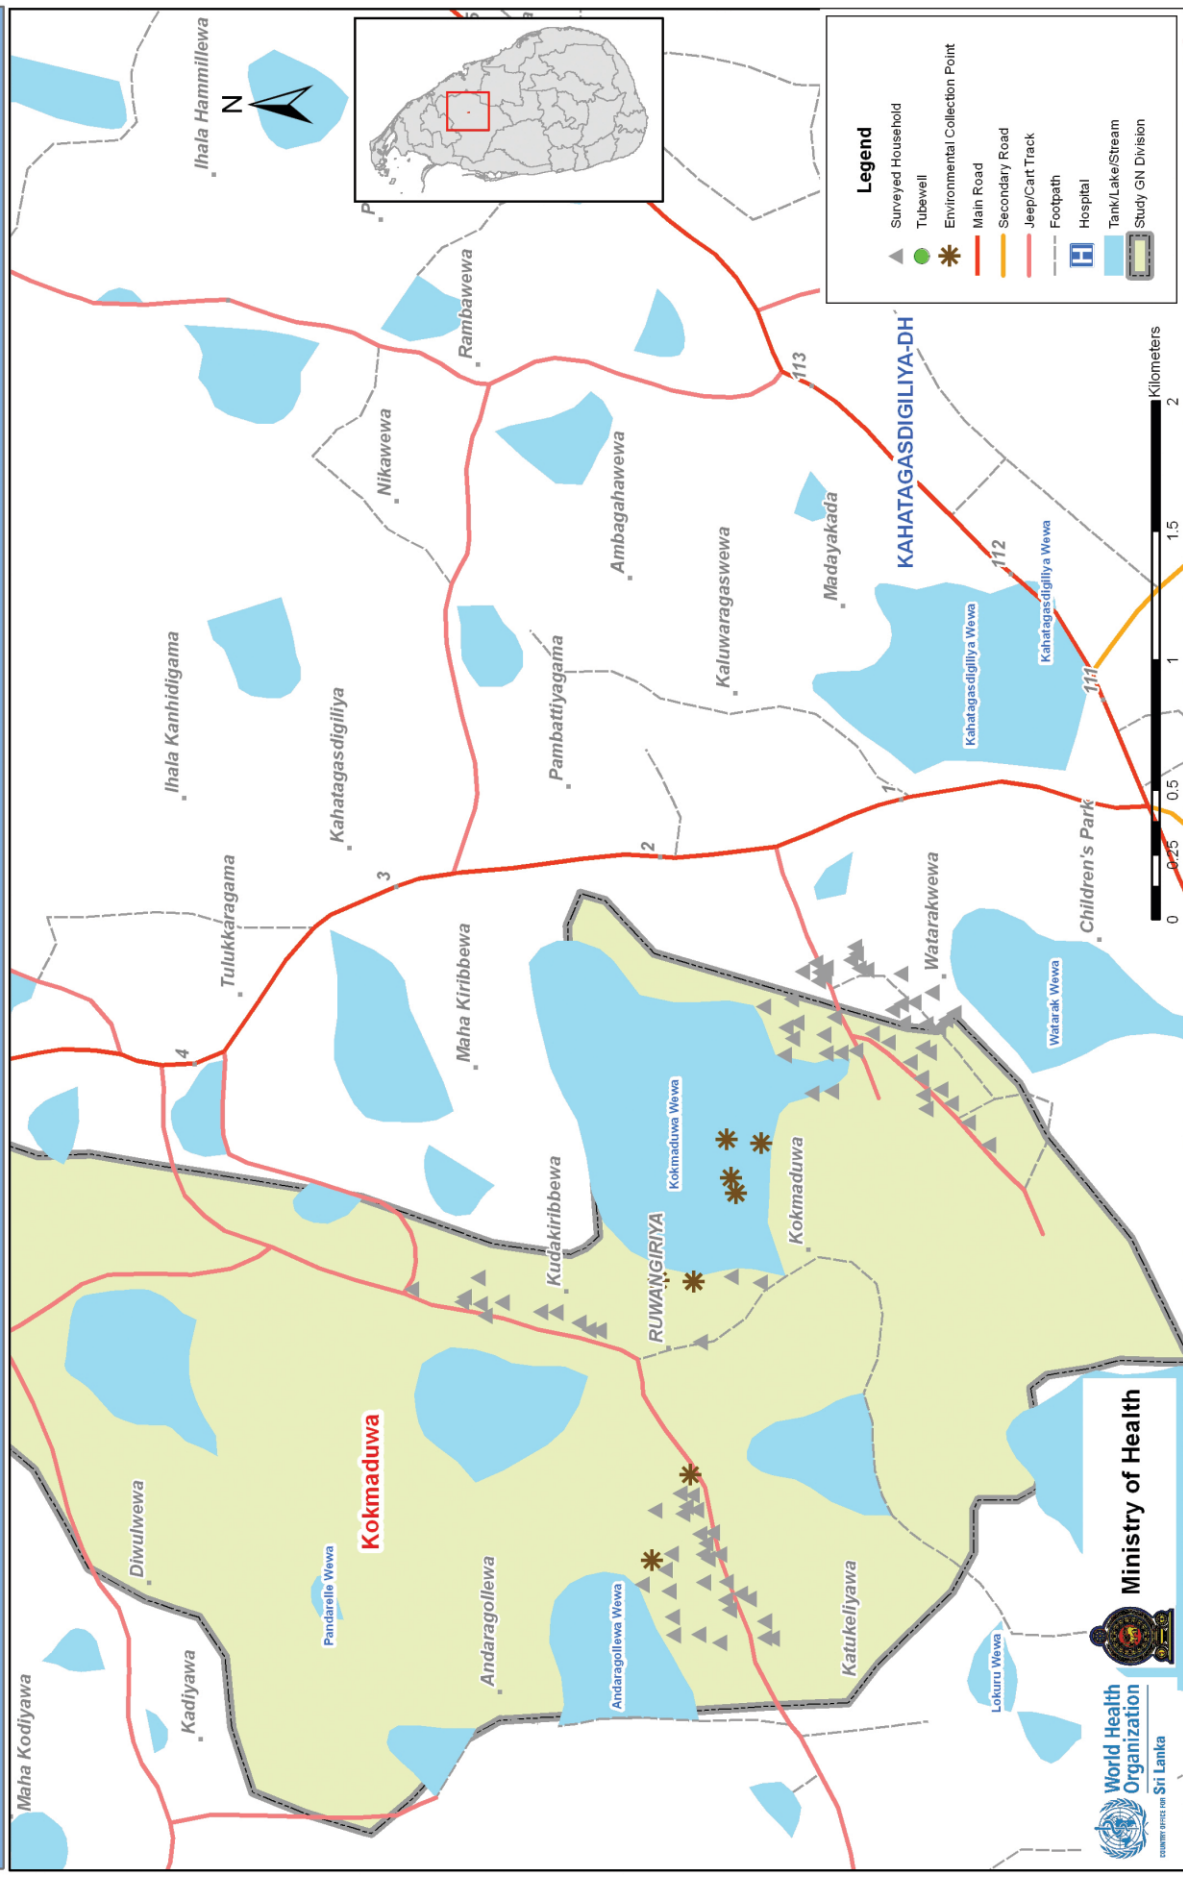 Maha Kodiyawa
Kadiyawa
Diwulwewa
Pandarelle Wewa
Kokmaduwa
Andaragollewa
Andaragollewa Wewa
Katukeliyawa
Lokuru Wewa
Tulukkaragama
4
Maha Kiribbewa
Kudakiribbewa
RUWANGIRIYA
Kokmaduwa Wewa
Kokmaduwa
Ihala Kanhidigama
Kahatagasdigiliya
3
Pambattiyagama
2
1
Watarakwewa
Watarak Wewa
Children's Park
Ihala Hammillewa
N
P
Rambawewa
Nikawewa
Ambagahawewa
Kaluwaragaswewa
Madayakada
KAHATAGASDIGILIYA-DH
Kahatagasdigiliya Wewa
Kahatagasdigiliya Wewa
113
112
111
Legend
Surveyed Household
Tubewell
Environmental Collection Point
Main Road
Secondary Road
Jeep/Cart Track
Footpath
H Hospital
Tank/Lake/Stream
Study GN Division
Kilometers
0 0.25 0.5 1 1.5 2
World Health
Organization
COUNTRY OFFICE FOR Sri Lanka
Ministry of Health